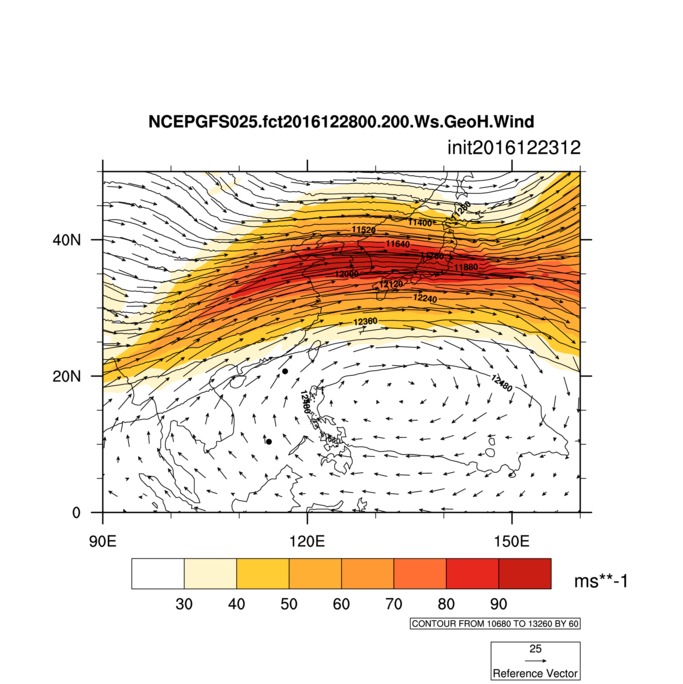 NCEPGFS025.fct2016122800.200.Ws.GeoH.Wind
init2016122312
40N
20N
0
90E 120E 150E
11280
11400
11520
11640
11760
11880
12000
12120
12240
12360
12480
12480
30 40 50 60 70 80 90
ms**-1
CONTOUR FROM 10680 TO 13260 BY 60
25
Reference Vector